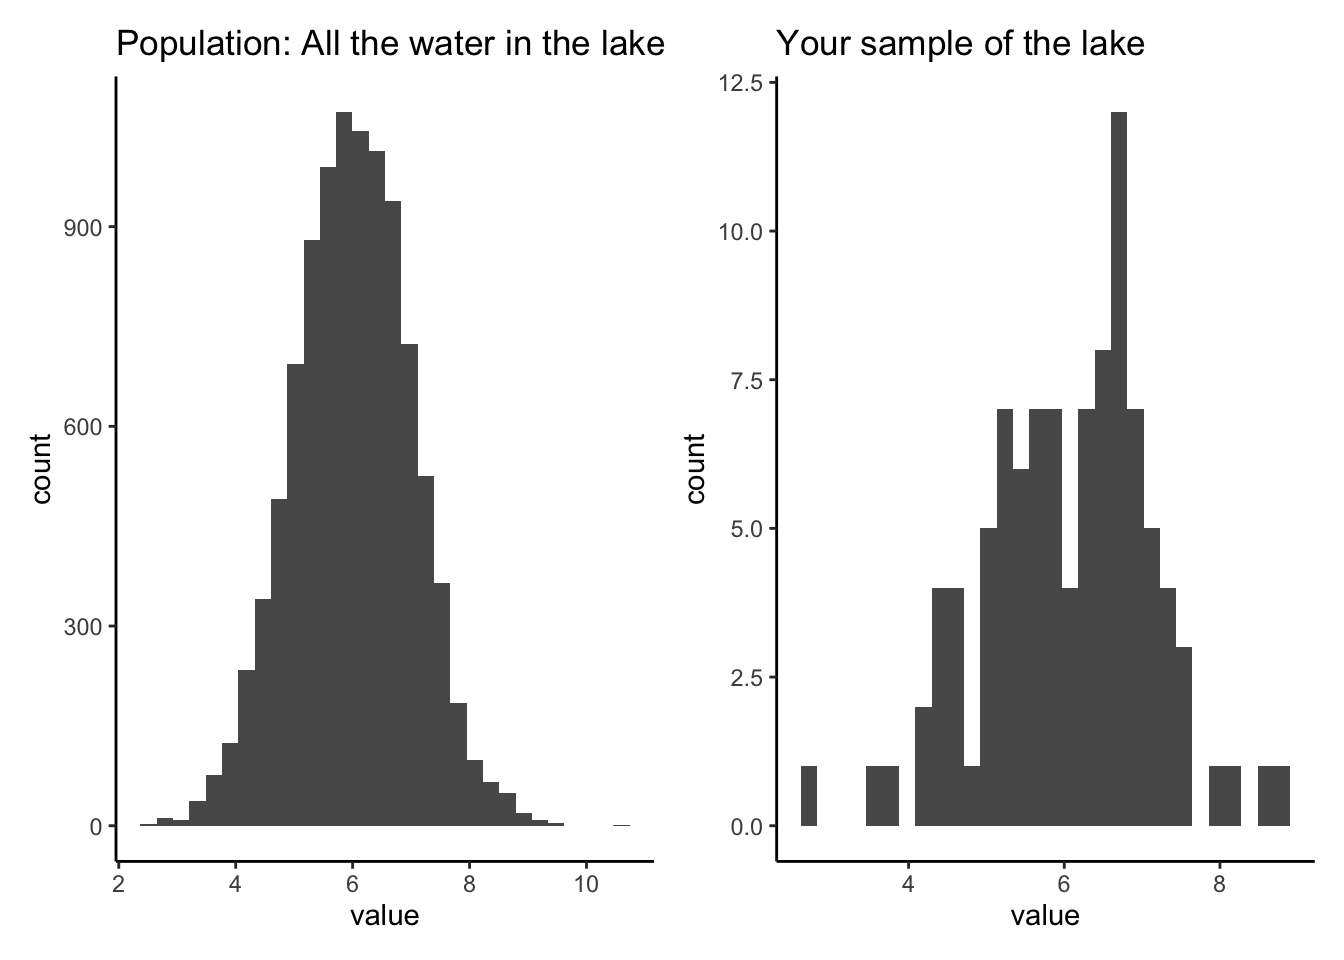 Population: All the water in the lake
900
600
300
0
count
2 4 6 8 10
value
Your sample of the lake
12.5
10.0
7.5
5.0
2.5
0.0
count
4 6 8
value